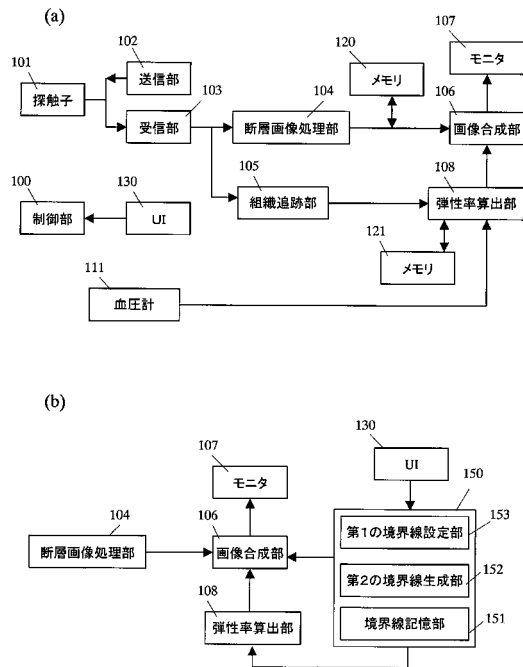 (a)
107
102
モニタ
120
101
送信部
103
メモリ
104
106
探触子
受信部
断層画像処理部
画像合成部
105
108
100
130
組織追跡部
弾性率算出部
制御部
UI
121
メモリ
111
血圧計
(b)
130
107
UI
モニタ
150
104
106
第1の境界線設定部
153
断層画像処理部
画像合成部
第2の境界線生成部
152
108
弾性率算出部
境界線記憶部
151